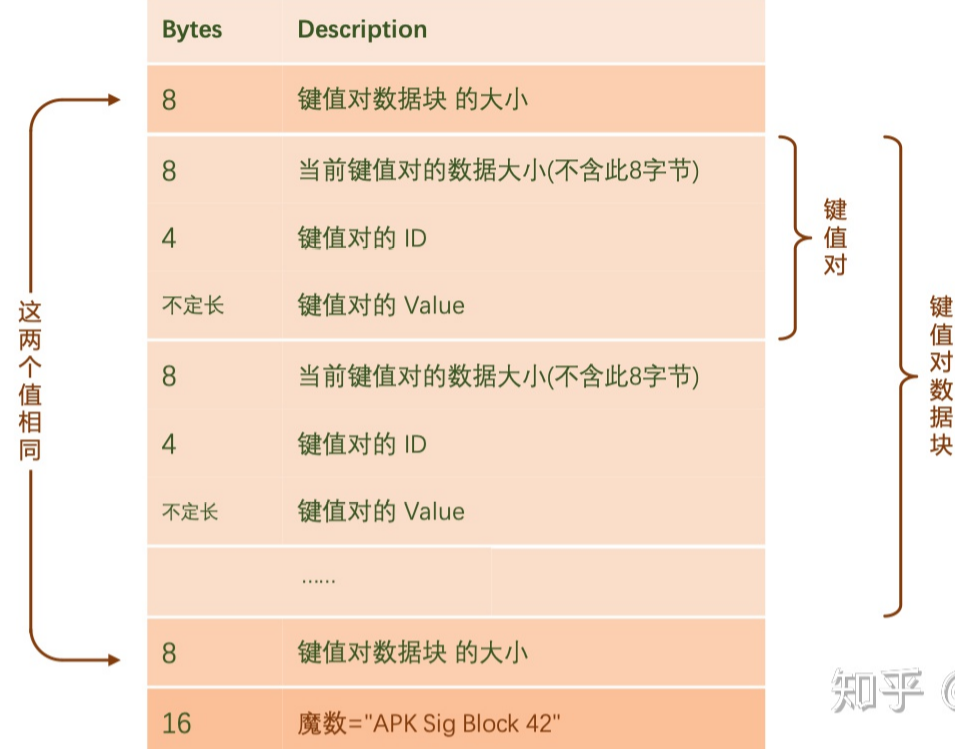 Bytes Description
8 键值对数据块 的大小
8 当前键值对的数据大小(不含此8字节)
4 键值对的 ID
不定长 键值对的 Value
8 当前键值对的数据大小(不含此8字节)
4 键值对的 ID
不定长 键值对的 Value
......
8 键值对数据块 的大小
16 魔数="APK Sig Block 42"
这两个值相同
键值对
键值对数据块
知乎 @